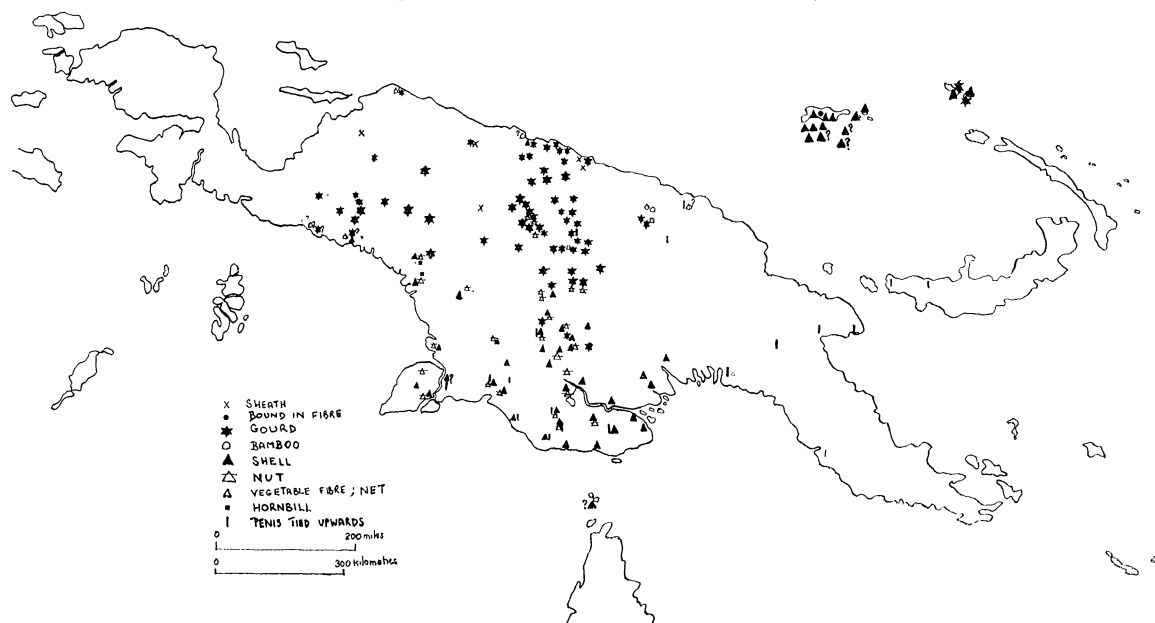 SHEATH
BOUND IN FIBRE
GOURD
BAMBOO
SHELL
NUT
VEGETABLE FIBRE; NET
HORNBILL
PENIS TIED UPWARDS
0 200 miles
0 300 kilometres